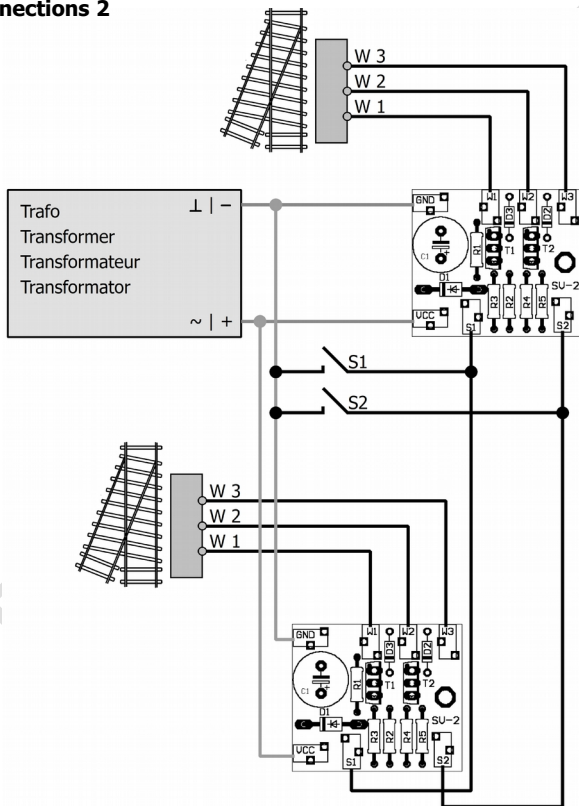 nections 2
W 3
W 2
W 1
Trafo
Transformer
Transformateur
Transformator
⊥ | −
~ | +
GND
W1
W2
W3
D3
D2
R1
T1
T2
C1
+
D1
SV-2
R3
R2
R4
R5
VCC
S1
S2
S1
S2
W 3
W 2
W 1
GND
W1
W2
W3
D3
D2
R1
T1
T2
C1
+
D1
SV-2
R3
R2
R4
R5
VCC
S1
S2